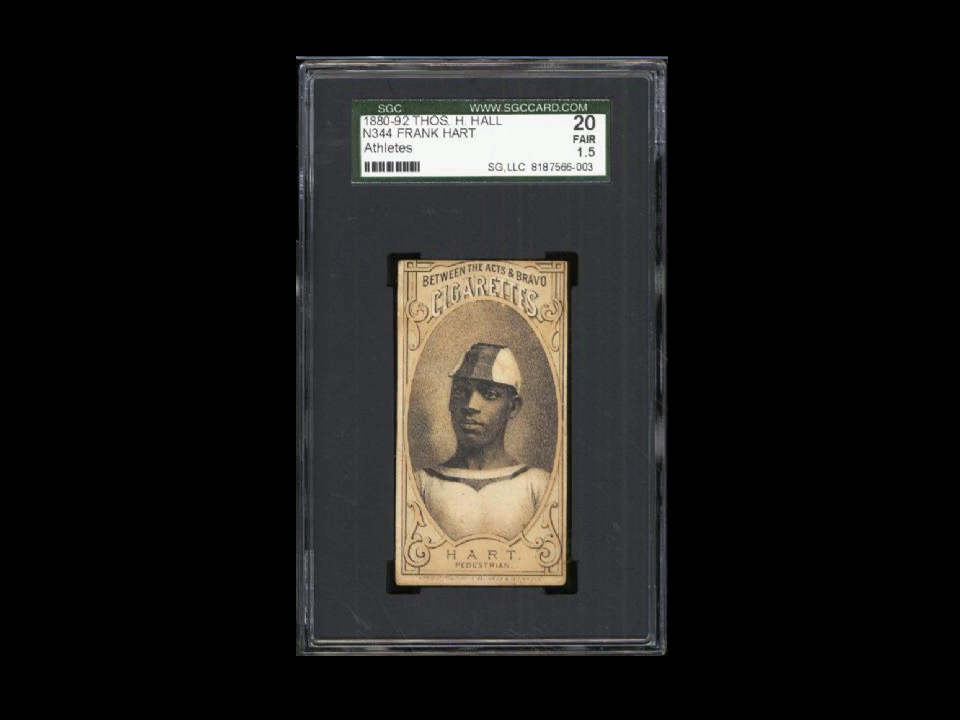 SGC WWW.SGCCARD.COM
1880-92 THOS. H. HALL 20
N344 FRANK HART FAIR
Athletes 1.5
SG, LLC 8187566-003
BETWEEN THE ACTS & BRAVO
CIGARETTES.
HART.
PEDESTRIAN.